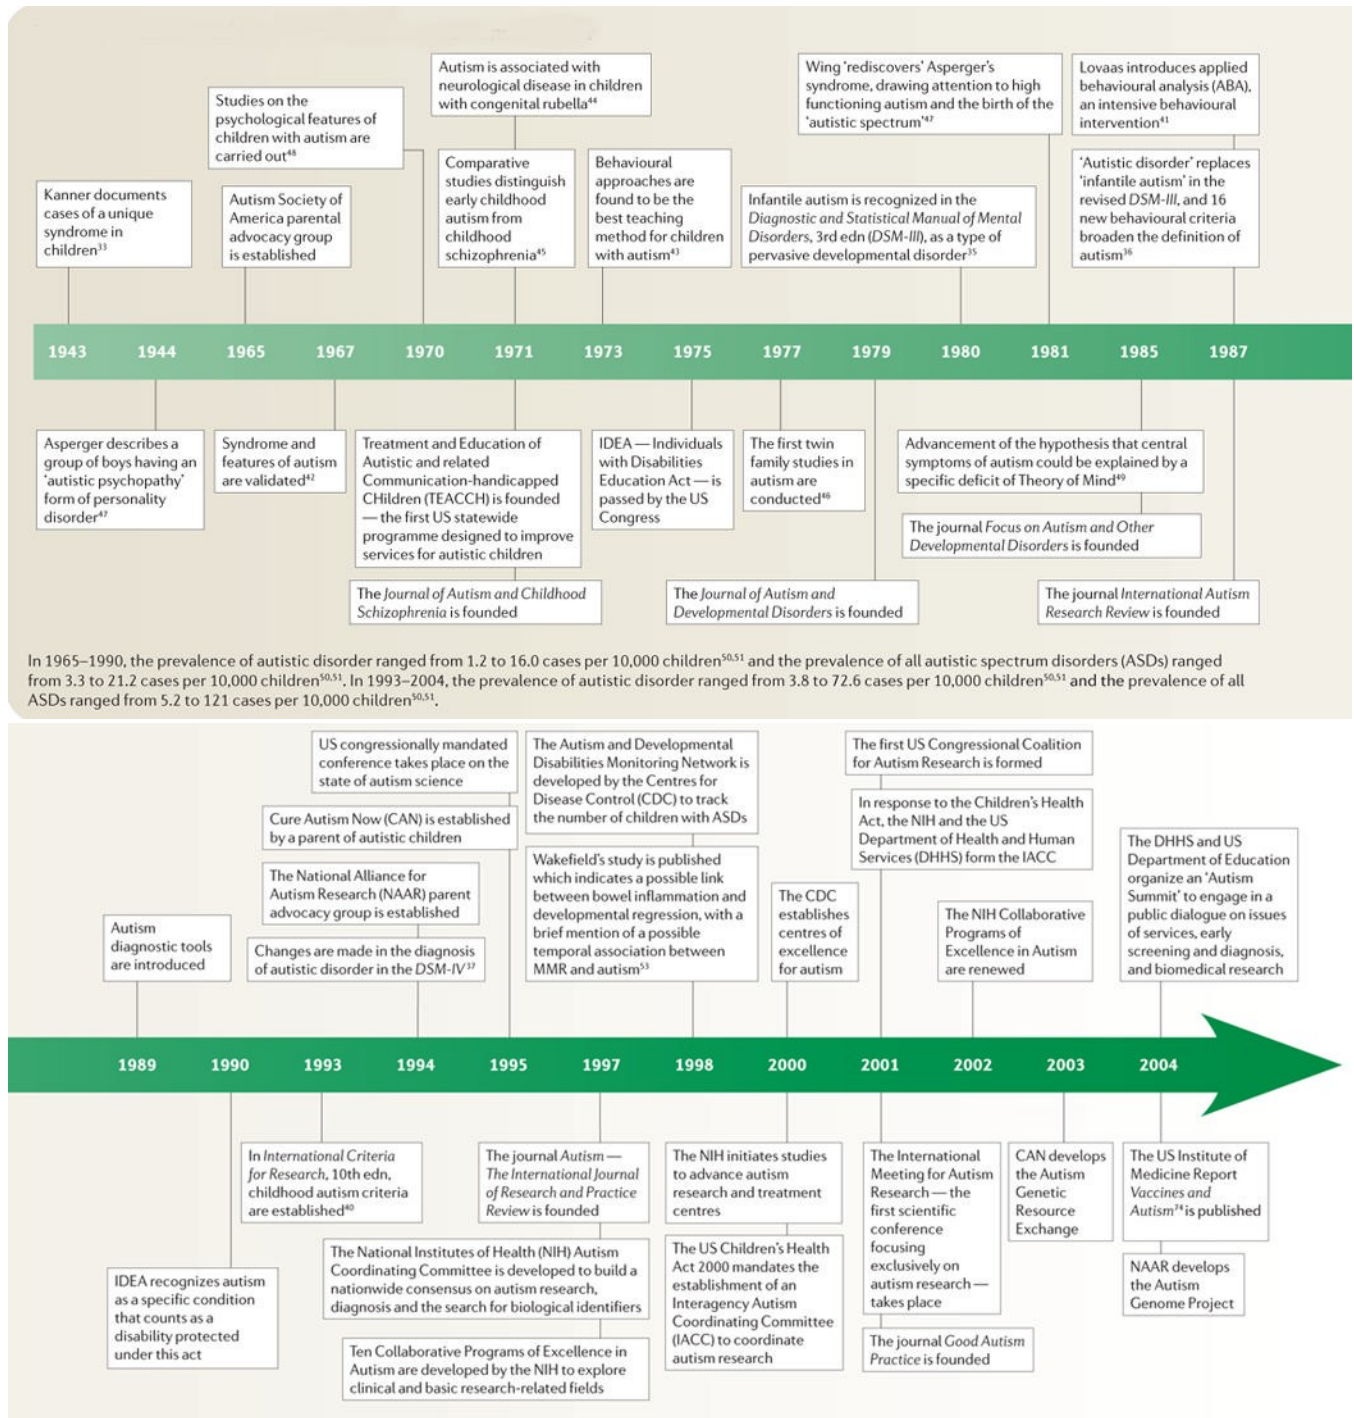 Autism is associated with
neurological disease in children
with congenital rubella⁴⁴
Wing 'rediscovers' Asperger's
syndrome, drawing attention to high
functioning autism and the birth of the
'autistic spectrum'⁴⁷
Lovaas introduces applied
behavioural analysis (ABA),
an intensive behavioural
intervention⁴¹
Studies on the
psychological features of
children with autism are
carried out⁴⁸
Comparative
studies distinguish
early childhood
autism from
childhood
schizophrenia⁴⁵
Behavioural
approaches are
found to be the
best teaching
method for children
with autism⁴³
'Autistic disorder' replaces
'infantile autism' in the
revised DSM-III, and 16
new behavioural criteria
broaden the definition of
autism³⁶
Kanner documents
cases of a unique
syndrome in
children³³
Autism Society of
America parental
advocacy group
is established
Infantile autism is recognized in the
Diagnostic and Statistical Manual of Mental
Disorders, 3rd edn (DSM-III), as a type of
pervasive developmental disorder³⁵
1943 1944 1965 1967 1970 1971 1973 1975 1977 1979 1980 1981 1985 1987
Asperger describes a
group of boys having an
'autistic psychopathy'
form of personality
disorder⁴⁷
Syndrome and
features of autism
are validated⁴²
Treatment and Education of
Autistic and related
Communication-handicapped
CHildren (TEACCH) is founded
— the first US statewide
programme designed to improve
services for autistic children
IDEA — Individuals
with Disabilities
Education Act — is
passed by the US
Congress
The first twin
family studies in
autism are
conducted⁴⁶
Advancement of the hypothesis that central
symptoms of autism could be explained by a
specific deficit of Theory of Mind⁴⁹
The journal Focus on Autism and Other
Developmental Disorders is founded
The Journal of Autism and Childhood
Schizophrenia is founded
The Journal of Autism and
Developmental Disorders is founded
The journal International Autism
Research Review is founded
In 1965–1990, the prevalence of autistic disorder ranged from 1.2 to 16.0 cases per 10,000 children⁵⁰,⁵¹ and the prevalence of all autistic spectrum disorders (ASDs) ranged
from 3.3 to 21.2 cases per 10,000 children⁵⁰,⁵¹. In 1993–2004, the prevalence of autistic disorder ranged from 3.8 to 72.6 cases per 10,000 children⁵⁰,⁵¹ and the prevalence of all
ASDs ranged from 5.2 to 121 cases per 10,000 children⁵⁰,⁵¹.
US congressionally mandated
conference takes place on the
state of autism science
The Autism and Developmental
Disabilities Monitoring Network is
developed by the Centres for
Disease Control (CDC) to track
the number of children with ASDs
The first US Congressional Coalition
for Autism Research is formed
Cure Autism Now (CAN) is established
by a parent of autistic children
In response to the Children's Health
Act, the NIH and the US
Department of Health and Human
Services (DHHS) form the IACC
The DHHS and US
Department of Education
organize an 'Autism
Summit' to engage in a
public dialogue on issues
of services, early
screening and diagnosis,
and biomedical research
The National Alliance for
Autism Research (NAAR) parent
advocacy group is established
Wakefield's study is published
which indicates a possible link
between bowel inflammation and
developmental regression, with a
brief mention of a possible
temporal association between
MMR and autism⁵³
The CDC
establishes
centres of
excellence
for autism
The NIH Collaborative
Programs of
Excellence in Autism
are renewed
Autism
diagnostic tools
are introduced
Changes are made in the diagnosis
of autistic disorder in the DSM-IV³⁷
1989 1990 1993 1994 1995 1997 1998 2000 2001 2002 2003 2004
In International Criteria
for Research, 10th edn,
childhood autism criteria
are established⁴⁰
The journal Autism —
The International Journal
of Research and Practice
Review is founded
The NIH initiates studies
to advance autism
research and treatment
centres
The International
Meeting for Autism
Research — the
first scientific
conference
focusing
exclusively on
autism research —
takes place
CAN develops
the Autism
Genetic
Resource
Exchange
The US Institute of
Medicine Report
Vaccines and
Autism⁷⁴ is published
The National Institutes of Health (NIH) Autism
Coordinating Committee is developed to build a
nationwide consensus on autism research,
diagnosis and the search for biological identifiers
The US Children's Health
Act 2000 mandates the
establishment of an
Interagency Autism
Coordinating Committee
(IACC) to coordinate
autism research
NAAR develops
the Autism
Genome Project
IDEA recognizes autism
as a specific condition
that counts as a
disability protected
under this act
Ten Collaborative Programs of Excellence in
Autism are developed by the NIH to explore
clinical and basic research-related fields
The journal Good Autism
Practice is founded